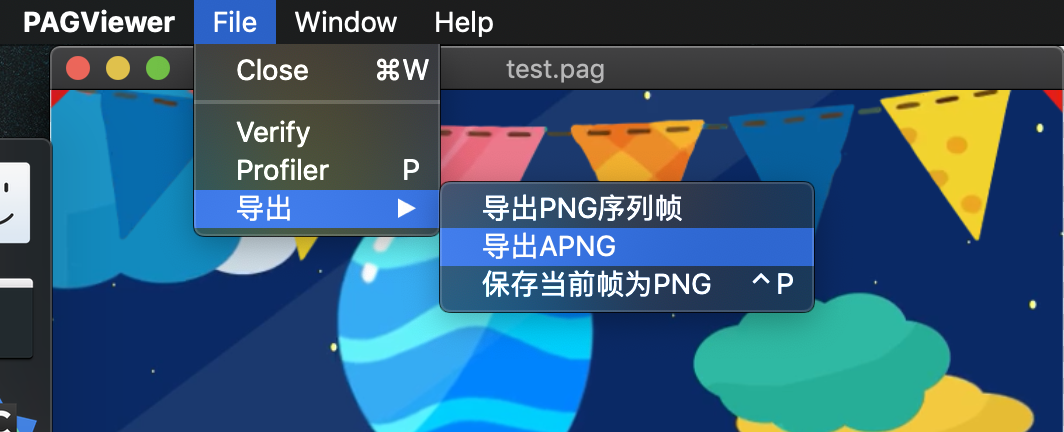 PAGViewer File Window Help
test.pag
Close ⌘W
Verify
Profiler P
导出 ▶
导出PNG序列帧
导出APNG
保存当前帧为PNG ^P